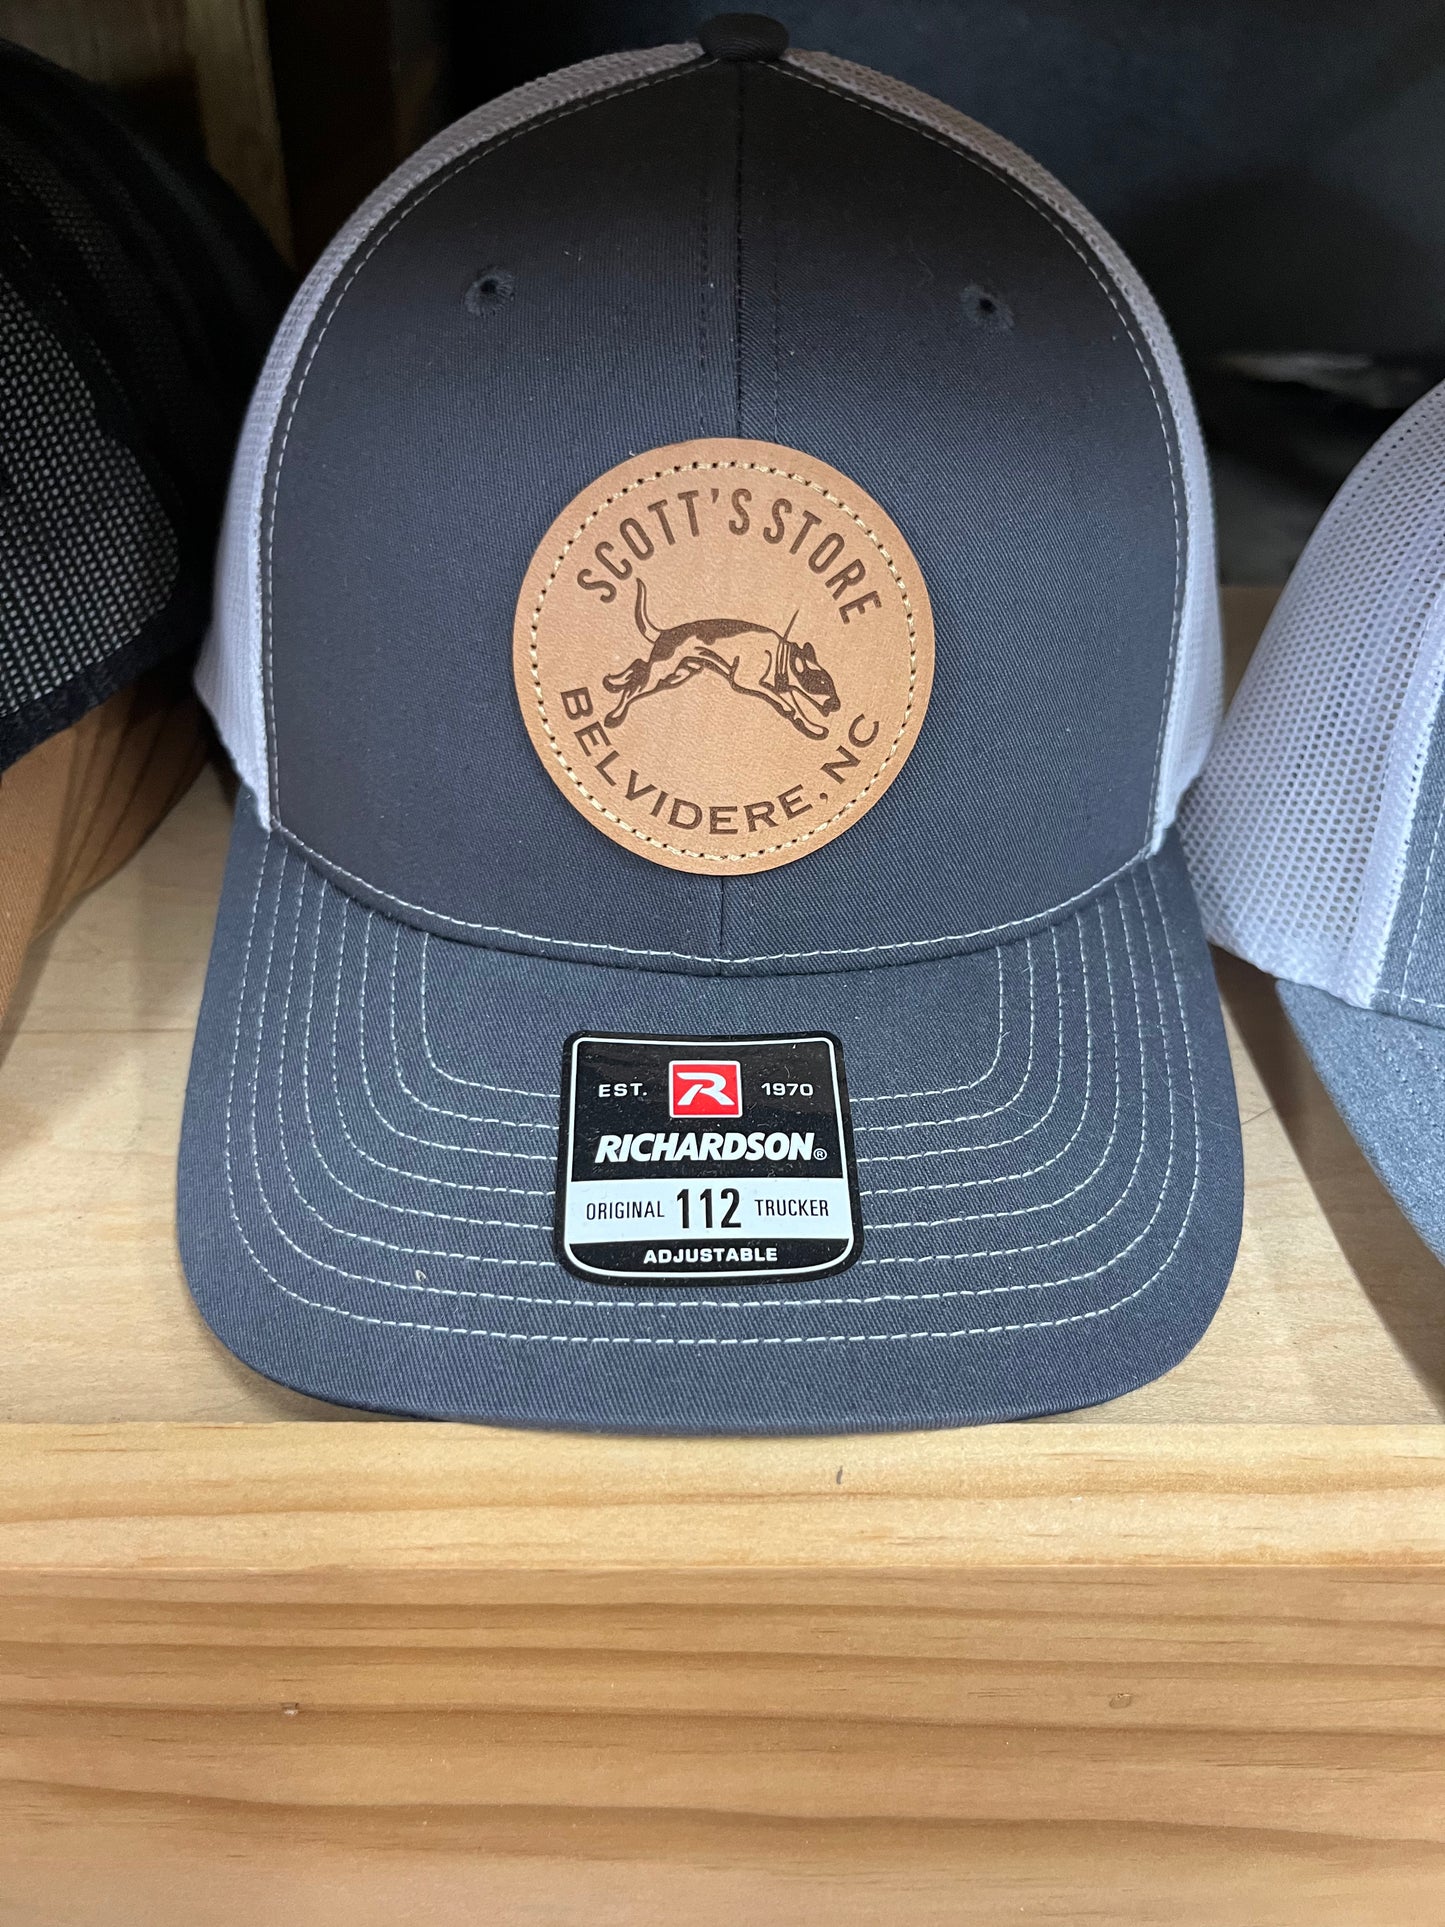 SCOTT'S STORE
BELVIDERE, NC
EST. R 1970
RICHARDSON®
ORIGINAL 112 TRUCKER
ADJUSTABLE